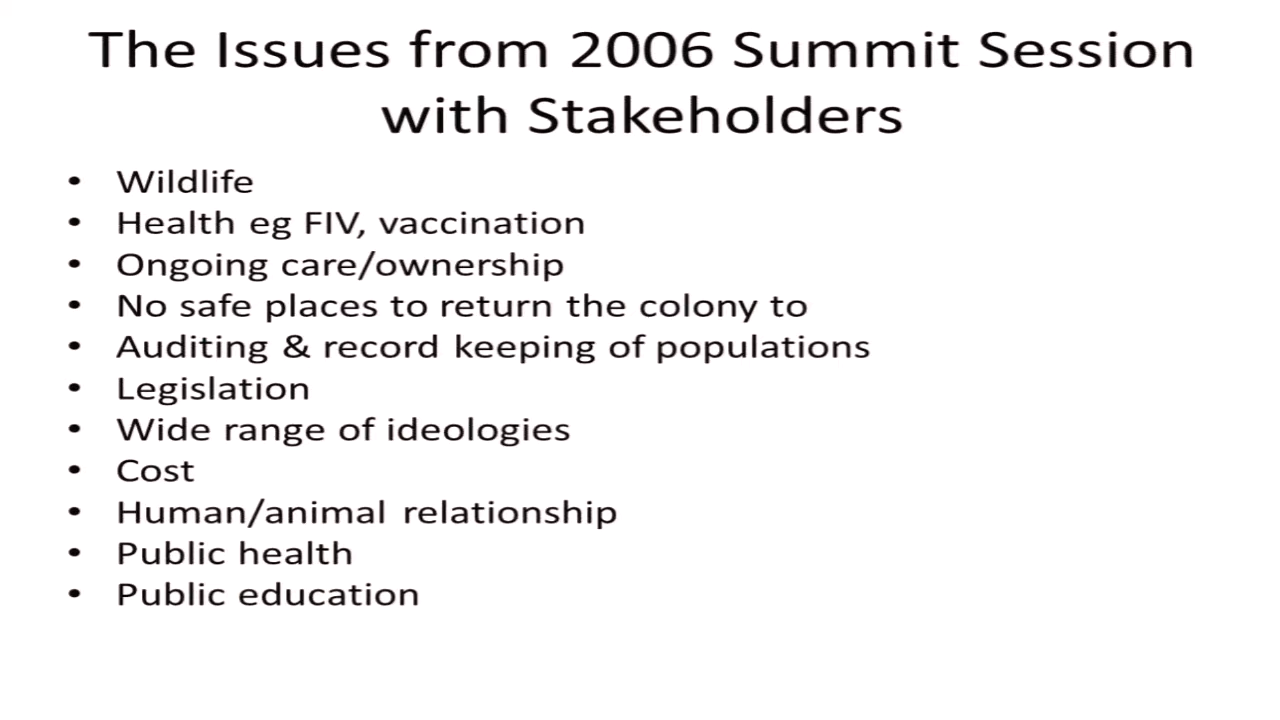 The Issues from 2006 Summit Session
with Stakeholders
• Wildlife
• Health eg FIV, vaccination
• Ongoing care/ownership
• No safe places to return the colony to
• Auditing & record keeping of populations
• Legislation
• Wide range of ideologies
• Cost
• Human/animal relationship
• Public health
• Public education